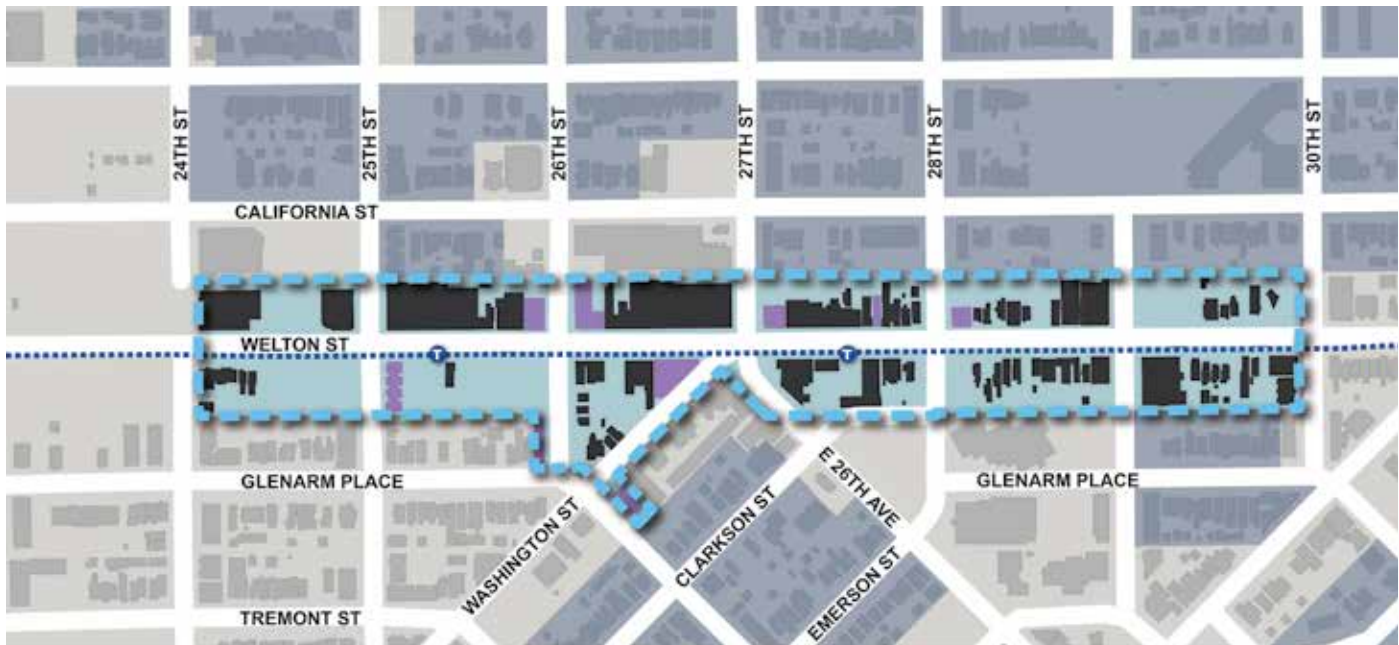 24TH ST
25TH ST
26TH ST
27TH ST
28TH ST
30TH ST
CALIFORNIA ST
WELTON ST
T
T
GLENARM PLACE
GLENARM PLACE
E 26TH AVE
WASHINGTON ST
CLARKSON ST
EMERSON ST
TREMONT ST